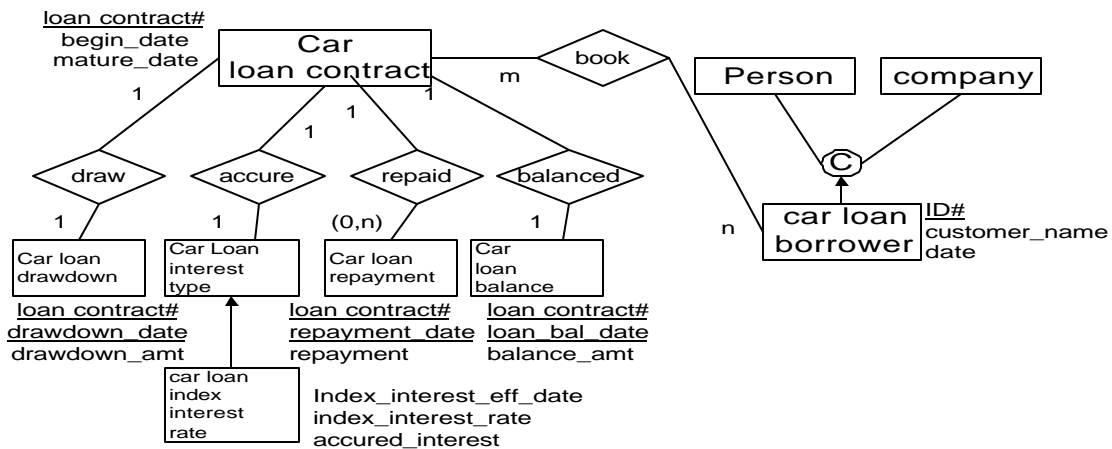 loan contract#
begin_date
mature_date
Car
loan contract
book
Person
company
m
1
1
1
1
C
draw
accure
repaid
balanced
1
1
(0,n)
1
n
car loan
borrower
ID#
customer_name
date
Car loan
drawdown
Car Loan
interest
type
Car loan
repayment
Car
loan
balance
loan contract#
drawdown_date
drawdown_amt
loan contract#
repayment_date
repayment
loan contract#
loan_bal_date
balance_amt
car loan
index
interest
rate
Index_interest_eff_date
index_interest_rate
accured_interest